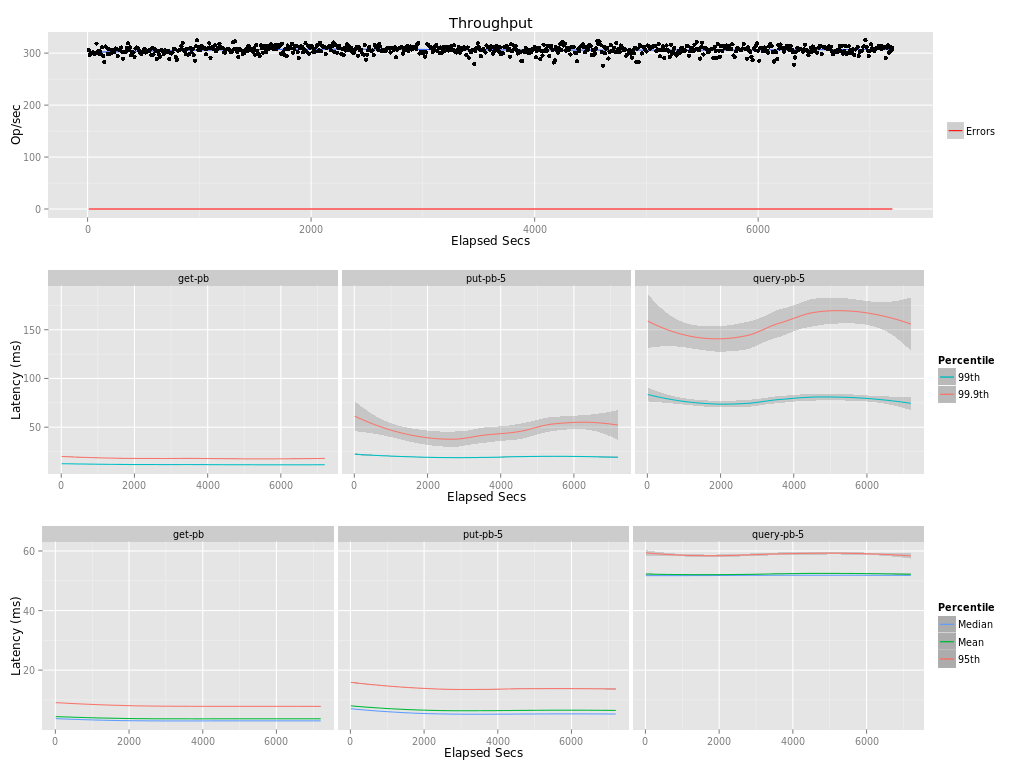 Throughput
300
200
100
0
Op/sec
0 2000 4000 6000
Elapsed Secs
Errors
get-pb put-pb-5 query-pb-5
150
100
50
Latency (ms)
0 2000 4000 6000 0 2000 4000 6000 0 2000 4000 6000
Elapsed Secs
Percentile
99th
99.9th
get-pb put-pb-5 query-pb-5
60
40
20
Latency (ms)
0 2000 4000 6000 0 2000 4000 6000 0 2000 4000 6000
Elapsed Secs
Percentile
Median
Mean
95th